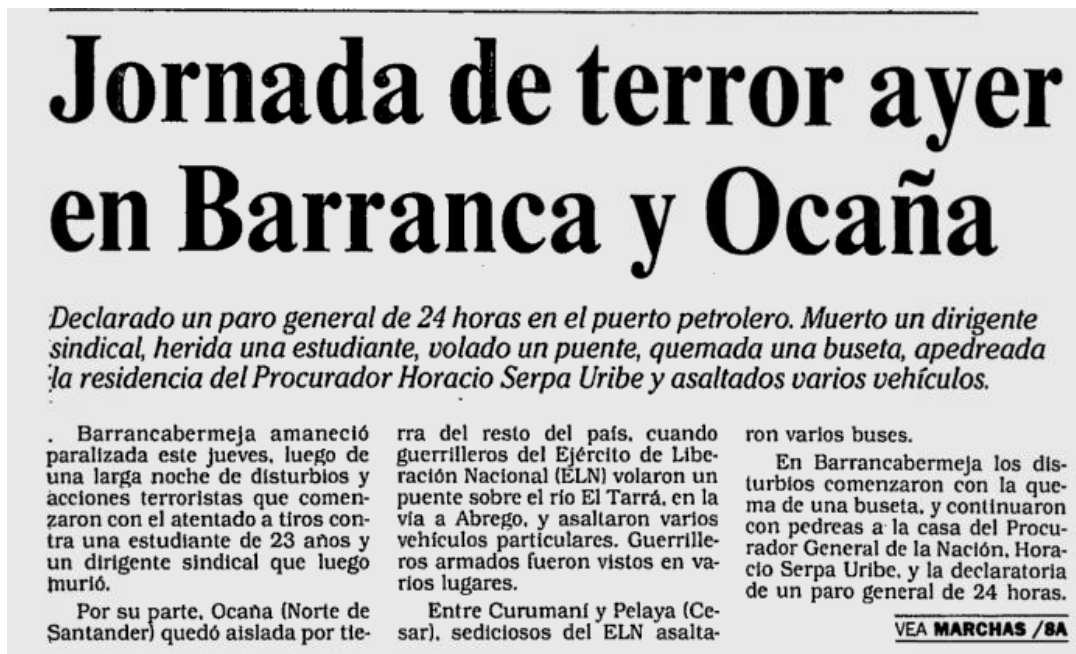 Jornada de terror ayer
en Barranca y Ocaña
Declarado un paro general de 24 horas en el puerto petrolero. Muerto un dirigente
sindical, herida una estudiante, volado un puente, quemada una buseta, apedreada
la residencia del Procurador Horacio Serpa Uribe y asaltados varios vehículos.
Barrancabermeja amaneció
paralizada este jueves, luego de
una larga noche de disturbios y
acciones terroristas que comen-
zaron con el atentado a tiros con-
tra una estudiante de 23 años y
un dirigente sindical que luego
murió.
Por su parte, Ocaña (Norte de
Santander) quedó aislada por tie-
rra del resto del país, cuando
guerrilleros del Ejército de Libe-
ración Nacional (ELN) volaron un
puente sobre el río El Tarrá, en la
vía a Abrego, y asaltaron varios
vehículos particulares. Guerrille-
ros armados fueron vistos en va-
rios lugares.
Entre Curumaní y Pelaya (Ce-
sar), sediciosos del ELN asalta-
ron varios buses.
En Barrancabermeja los dis-
turbios comenzaron con la que-
ma de una buseta, y continuaron
con pedreas a la casa del Procu-
rador General de la Nación, Hora-
cio Serpa Uribe, y la declaratoria
de un paro general de 24 horas.
VEA MARCHAS /8A